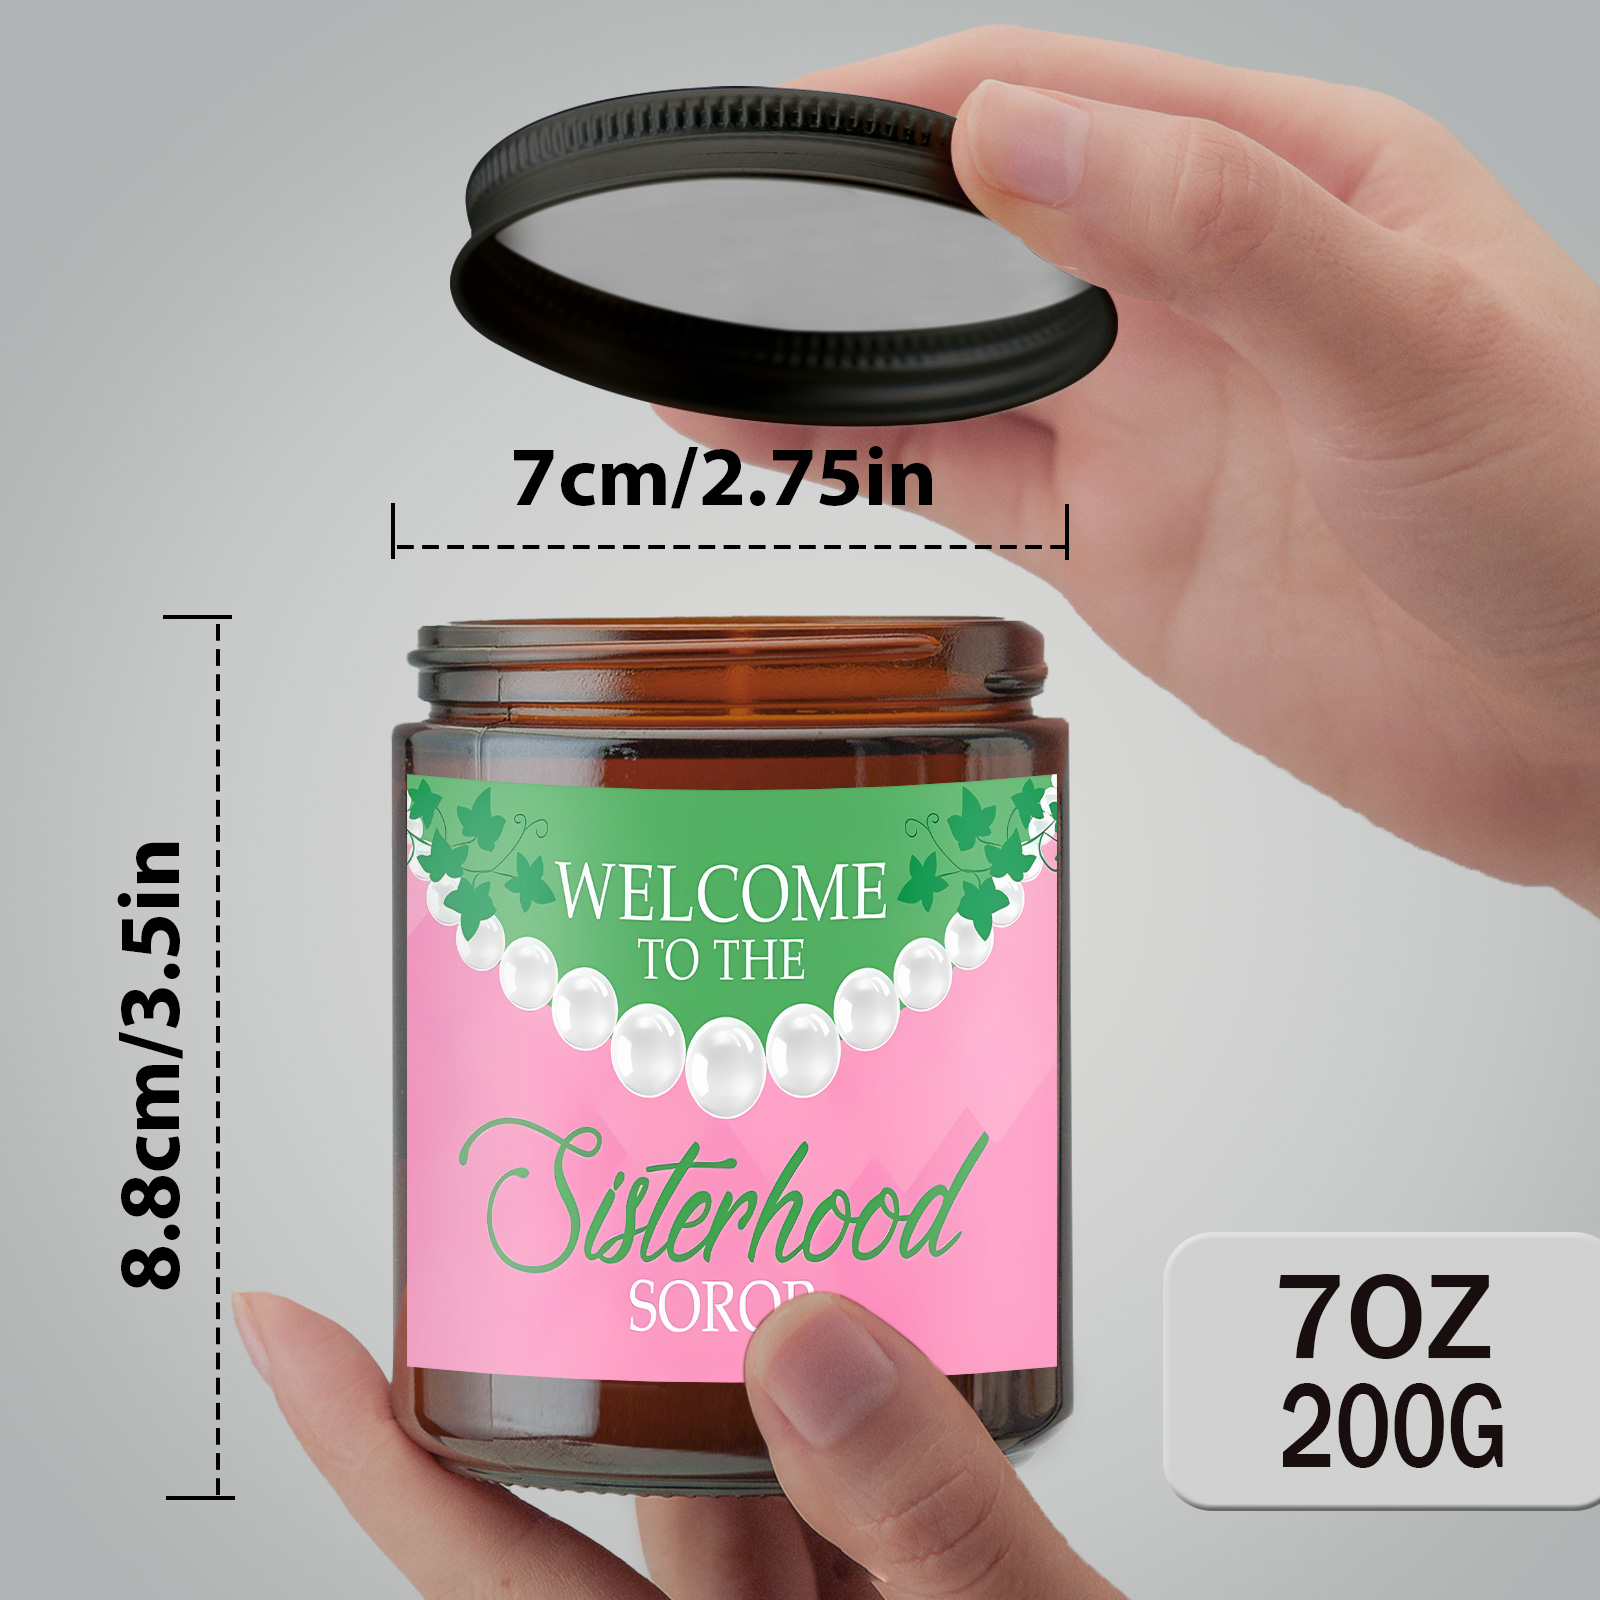 7cm/2.75in
8.8cm/3.5in
WELCOME
TO THE
Sisterhood
7OZ
200G